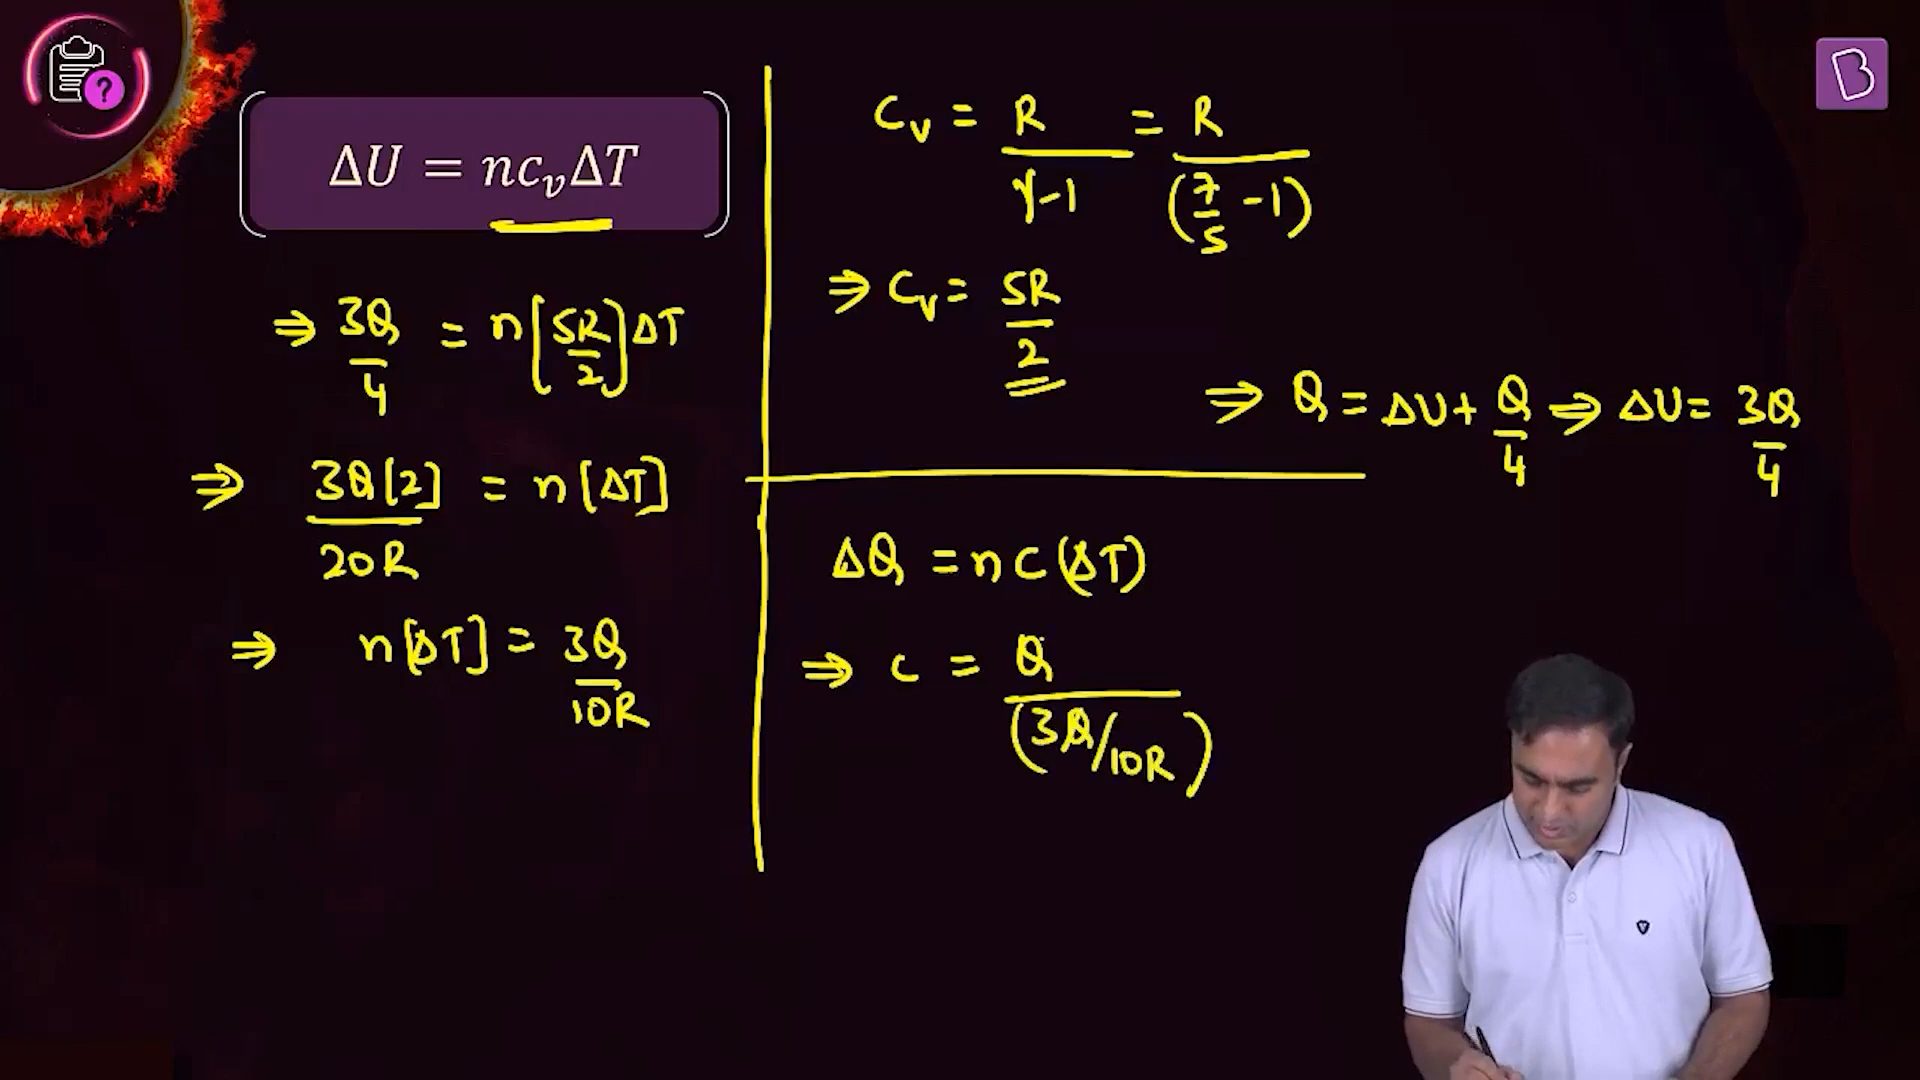 ΔU = nc_vΔT
⇒ 3Q/4 = n[5R/2]ΔT
⇒ 3Q[2]/20R = n[ΔT]
⇒ n[ΔT] = 3Q/10R
C_v = R/(γ-1) = R/(7/5 -1)
⇒ C_v = 5R/2
⇒ Q = ΔU + Q/4 ⇒ ΔU = 3Q/4
ΔQ = nC(ΔT)
⇒ C = Q/(3Q/10R)
?
B